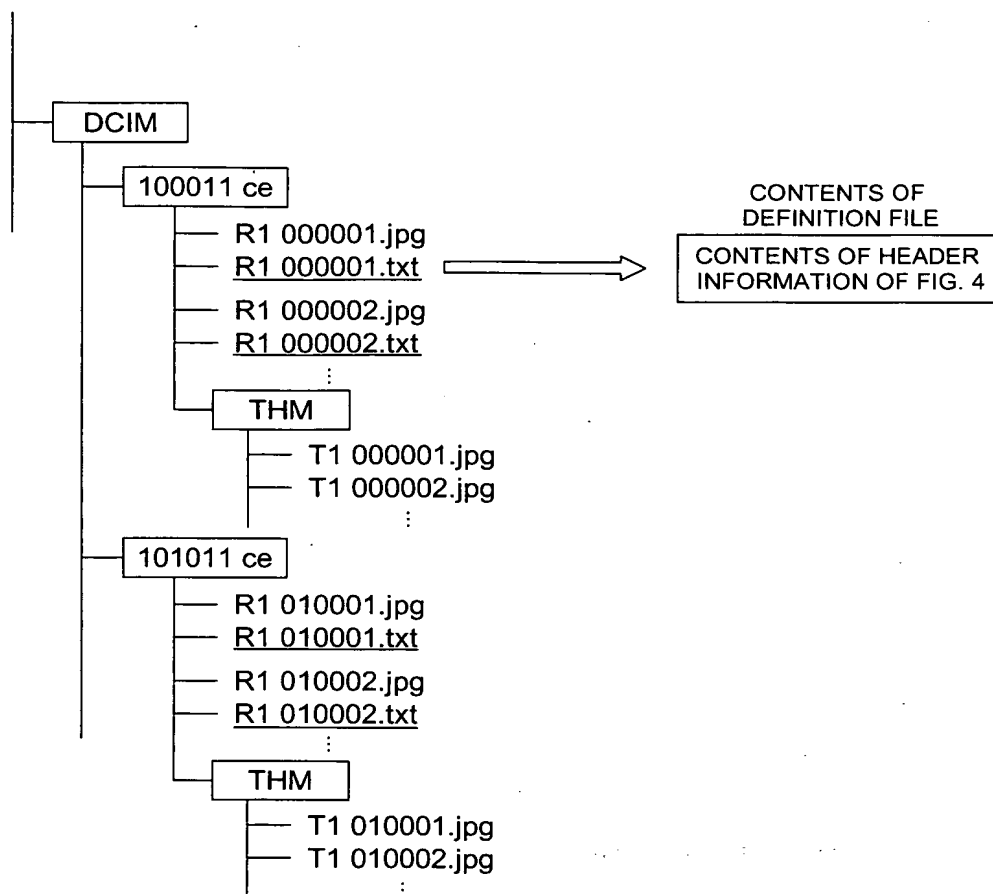 DCIM
100011 ce
R1 000001.jpg
R1 000001.txt
R1 000002.jpg
R1 000002.txt
⋮
THM
T1 000001.jpg
T1 000002.jpg
⋮
101011 ce
R1 010001.jpg
R1 010001.txt
R1 010002.jpg
R1 010002.txt
⋮
THM
T1 010001.jpg
T1 010002.jpg
⋮
CONTENTS OF
DEFINITION FILE
CONTENTS OF HEADER
INFORMATION OF FIG. 4